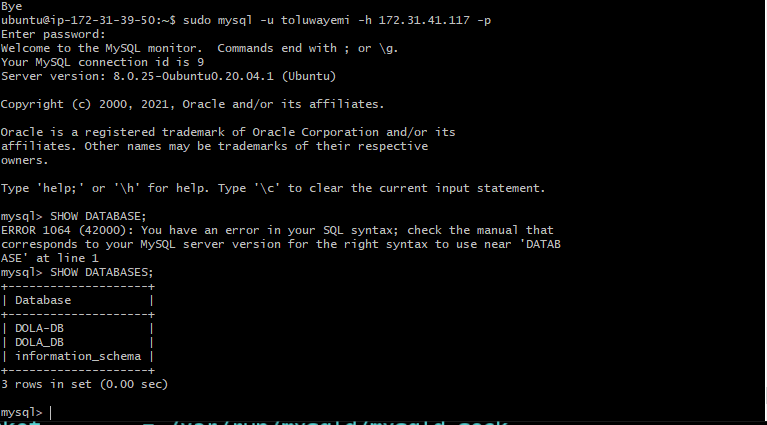 Bye
ubuntu@ip-172-31-39-50:~$ sudo mysql -u toluwayemi -h 172.31.41.117 -p
Enter password:
Welcome to the MySQL monitor.  Commands end with ; or \g.
Your MySQL connection id is 9
Server version: 8.0.25-0ubuntu0.20.04.1 (Ubuntu)
Copyright (c) 2000, 2021, Oracle and/or its affiliates.
Oracle is a registered trademark of Oracle Corporation and/or its
affiliates. Other names may be trademarks of their respective
owners.
Type 'help;' or '\h' for help. Type '\c' to clear the current input statement.
mysql> SHOW DATABASE;
ERROR 1064 (42000): You have an error in your SQL syntax; check the manual that
corresponds to your MySQL server version for the right syntax to use near 'DATAB
ASE' at line 1
mysql> SHOW DATABASES;
+--------------------+
| Database           |
+--------------------+
| DOLA-DB            |
| DOLA_DB            |
| information_schema |
+--------------------+
3 rows in set (0.00 sec)
mysql>